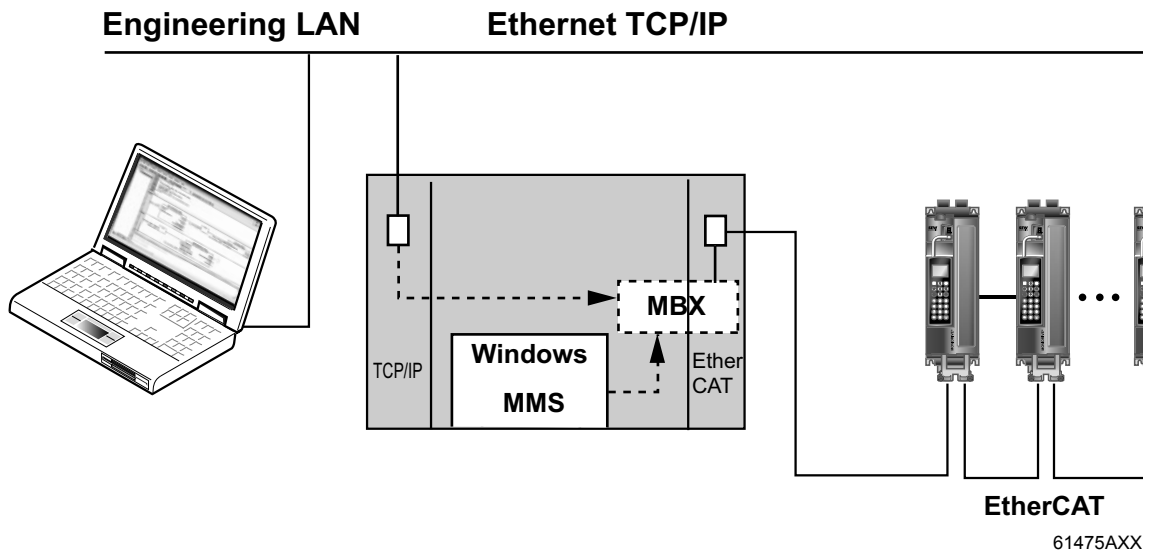 Engineering LAN Ethernet TCP/IP
MBX
Windows
MMS
TCP/IP
Ether
CAT
EtherCAT
61475AXX